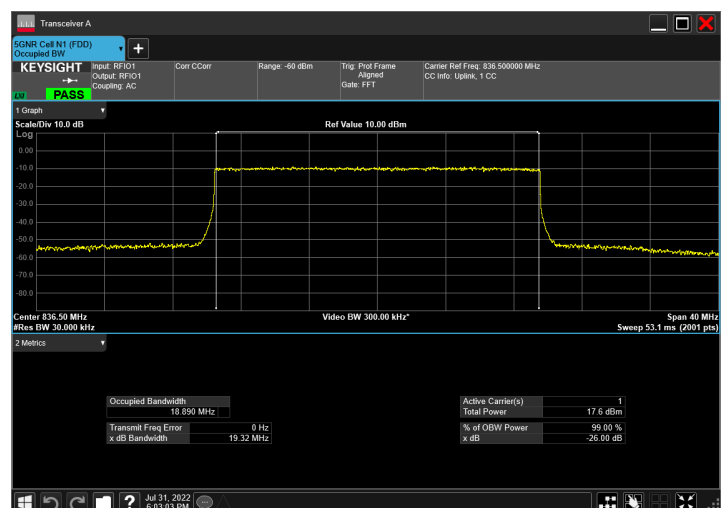 Transceiver A
5GNR Cell N1 (FDD)
Occupied BW
KEYSIGHT
LXI
PASS
Input: RFIO1
Output: RFIO1
Coupling: AC
Corr CCorr
Range: -60 dBm
Trig: Prot Frame
Aligned
Gate: FFT
Carrier Ref Freq: 836.500000 MHz
CC Info: Uplink, 1 CC
1 Graph
Scale/Div 10.0 dB
Ref Value 10.00 dBm
Log
0.00
-10.0
-20.0
-30.0
-40.0
-50.0
-60.0
-70.0
-80.0
Center 836.50 MHz
#Res BW 30.000 kHz
Video BW 300.00 kHz*
Span 40 MHz
Sweep 53.1 ms (2001 pts)
2 Metrics
Occupied Bandwidth
18.890 MHz
Transmit Freq Error 0 Hz
x dB Bandwidth 19.32 MHz
Active Carrier(s) 1
Total Power 17.6 dBm
% of OBW Power 99.00 %
x dB -26.00 dB
?
Jul 31, 2022
6:03:03 PM